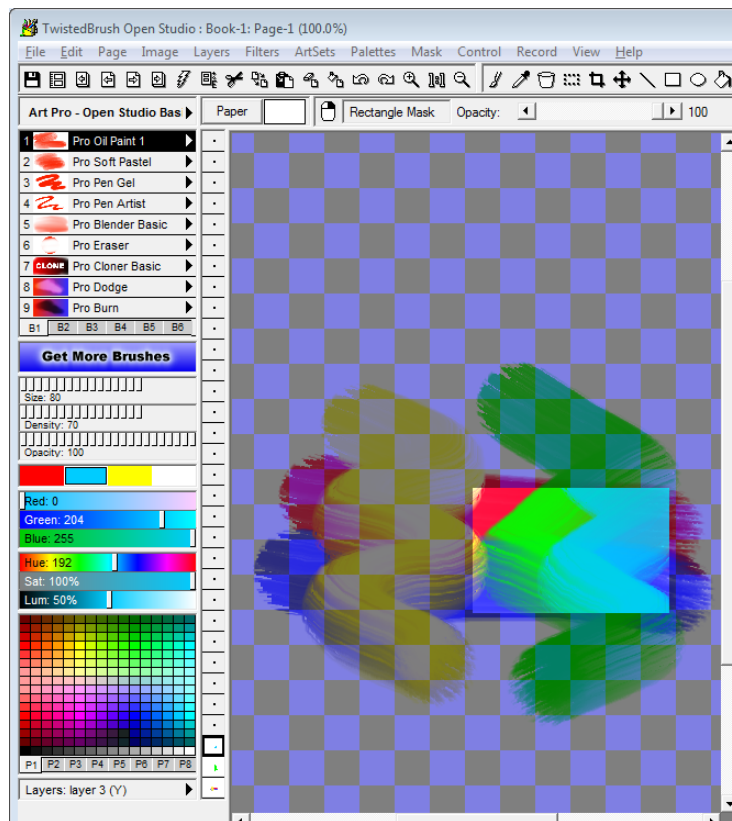 TwistedBrush Open Studio : Book-1: Page-1 (100.0%)
File Edit Page Image Layers Filters ArtSets Palettes Mask Control Record View Help
Art Pro - Open Studio Bas
Paper
Rectangle Mask
Opacity:
100
1 Pro Oil Paint 1
2 Pro Soft Pastel
3 Pro Pen Gel
4 Pro Pen Artist
5 Pro Blender Basic
6 Pro Eraser
7 CLONE Pro Cloner Basic
8 Pro Dodge
9 Pro Burn
B1 B2 B3 B4 B5 B6
Get More Brushes
Size: 80
Density: 70
Opacity: 100
Red: 0
Green: 204
Blue: 255
Hue: 192
Sat: 100%
Lum: 50%
P1 P2 P3 P4 P5 P6 P7 P8
Layers: layer 3 (Y)